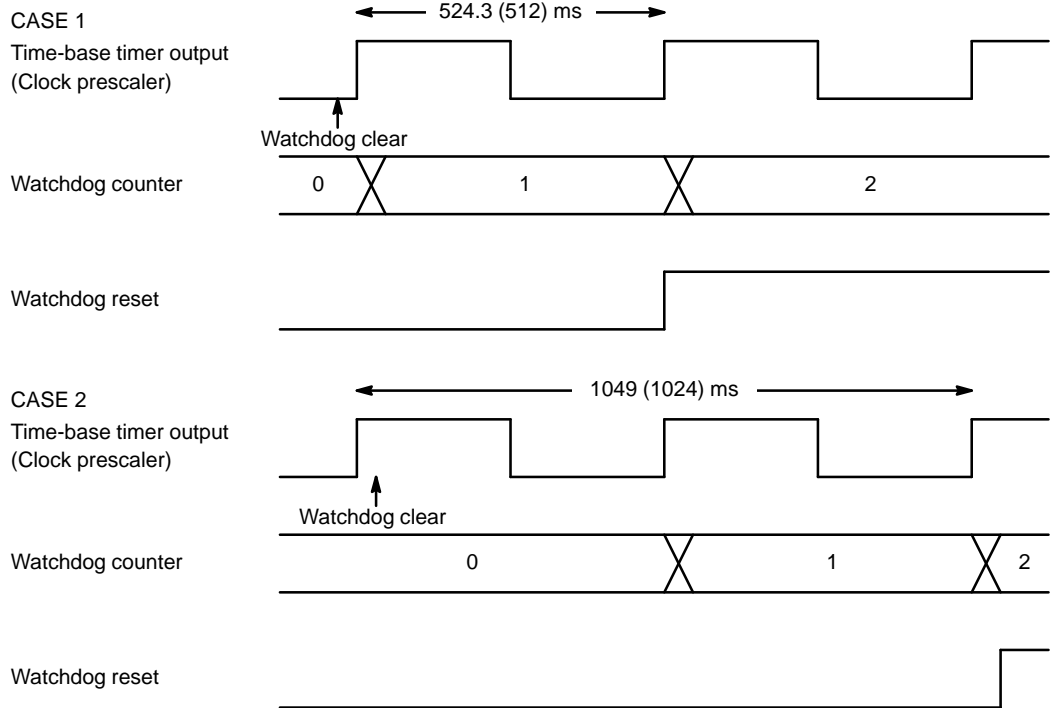 CASE 1
524.3 (512) ms
Time-base timer output
(Clock prescaler)
Watchdog clear
Watchdog counter
0
1
2
Watchdog reset
CASE 2
1049 (1024) ms
Time-base timer output
(Clock prescaler)
Watchdog clear
Watchdog counter
0
1
2
Watchdog reset